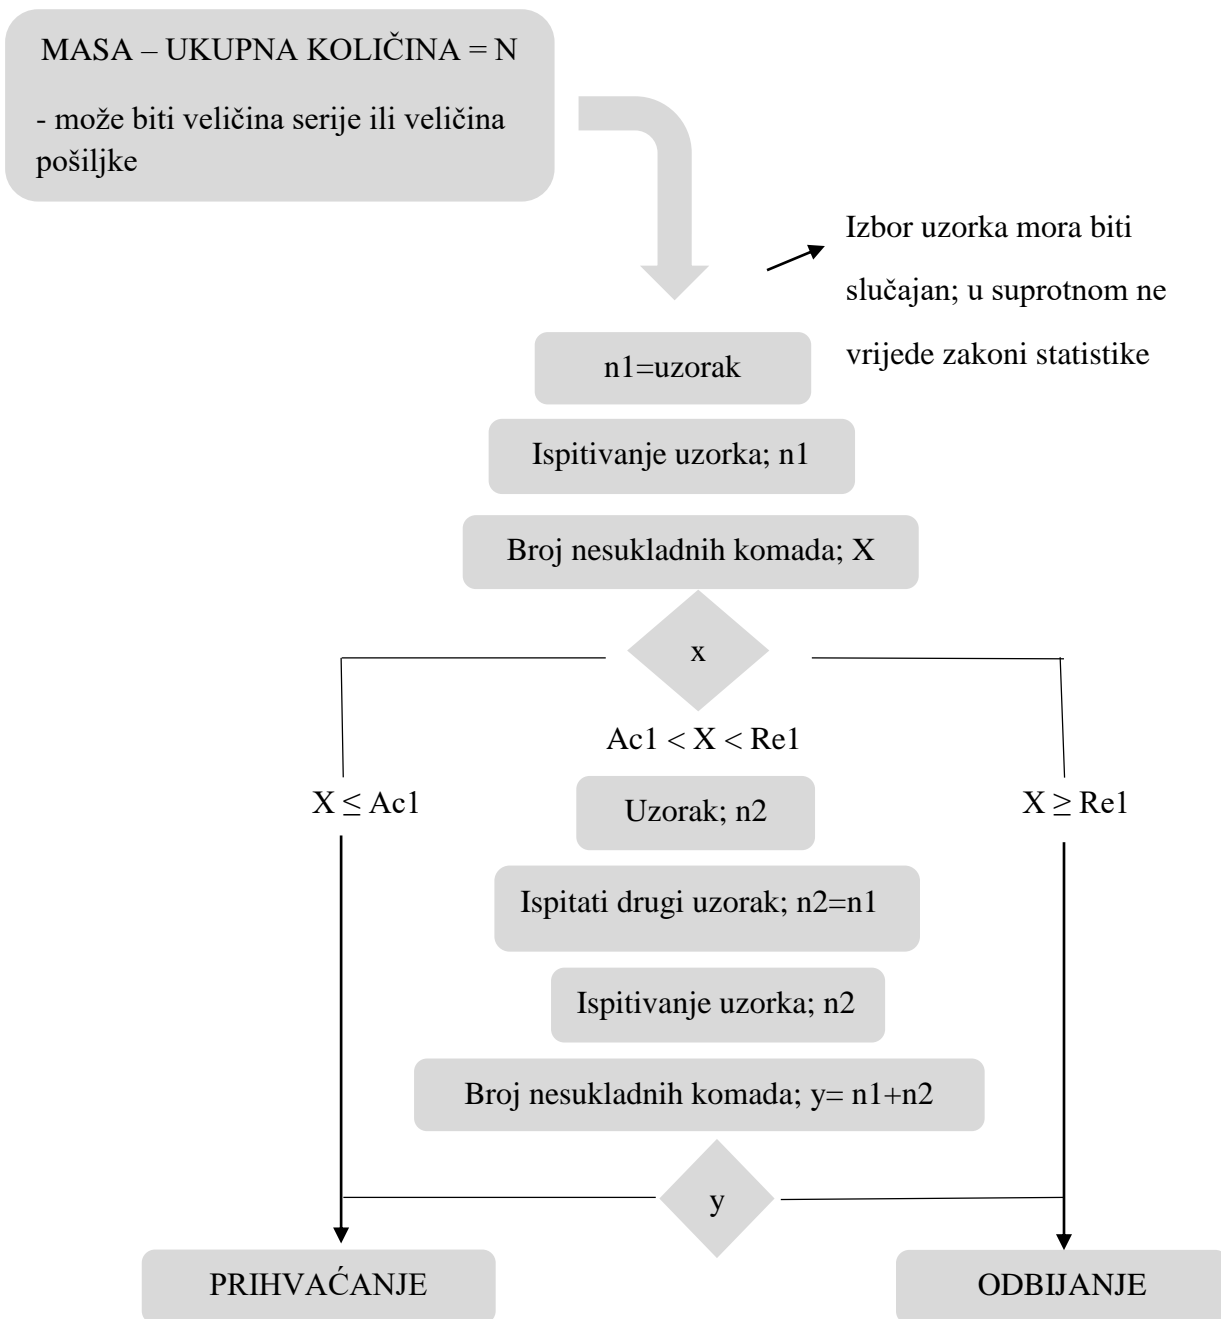 MASA – UKUPNA KOLIČINA = N
- može biti veličina serije ili veličina
pošiljke
Izbor uzorka mora biti
slučajan; u suprotnom ne
vrijede zakoni statistike
n1=uzorak
Ispitivanje uzorka; n1
Broj nesukladnih komada; X
x
Ac1 < X < Re1
X ≤ Ac1
X ≥ Re1
Uzorak; n2
Ispitati drugi uzorak; n2=n1
Ispitivanje uzorka; n2
Broj nesukladnih komada; y= n1+n2
y
PRIHVAĆANJE
ODBIJANJE